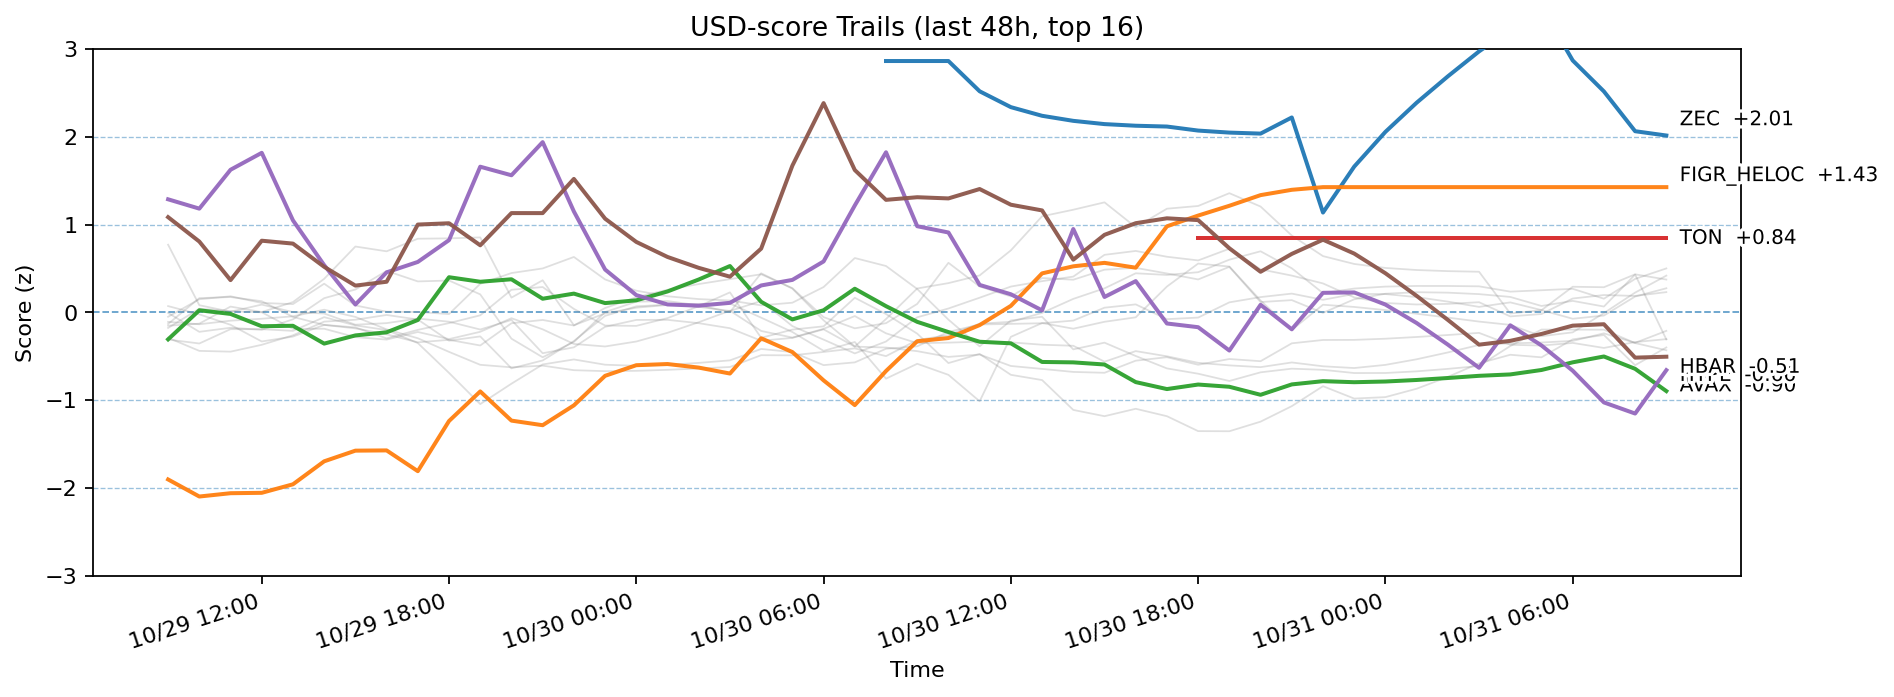 USD-score Trails (last 48h, top 16)
3
2
1
0
−1
−2
−3
Score (z)
ZEC +2.01
FIGR_HELOC +1.43
TON +0.84
HBAR -0.51
AVAX -0.90
10/29 12:00
10/29 18:00
10/30 00:00
10/30 06:00
10/30 12:00
10/30 18:00
10/31 00:00
10/31 06:00
Time